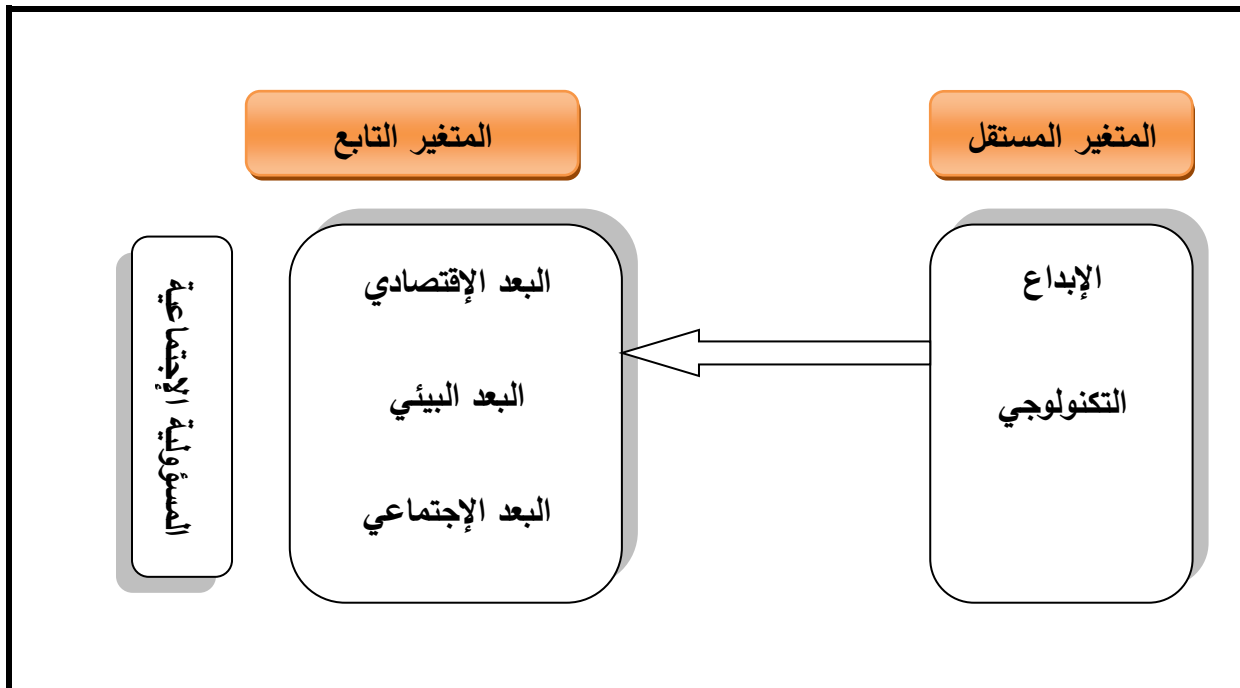 المتغير المستقل
المتغير التابع
الإبداع
التكنولوجي
البعد الإقتصادي
البعد البيئي
البعد الإجتماعي
المسؤولية الإجتماعية